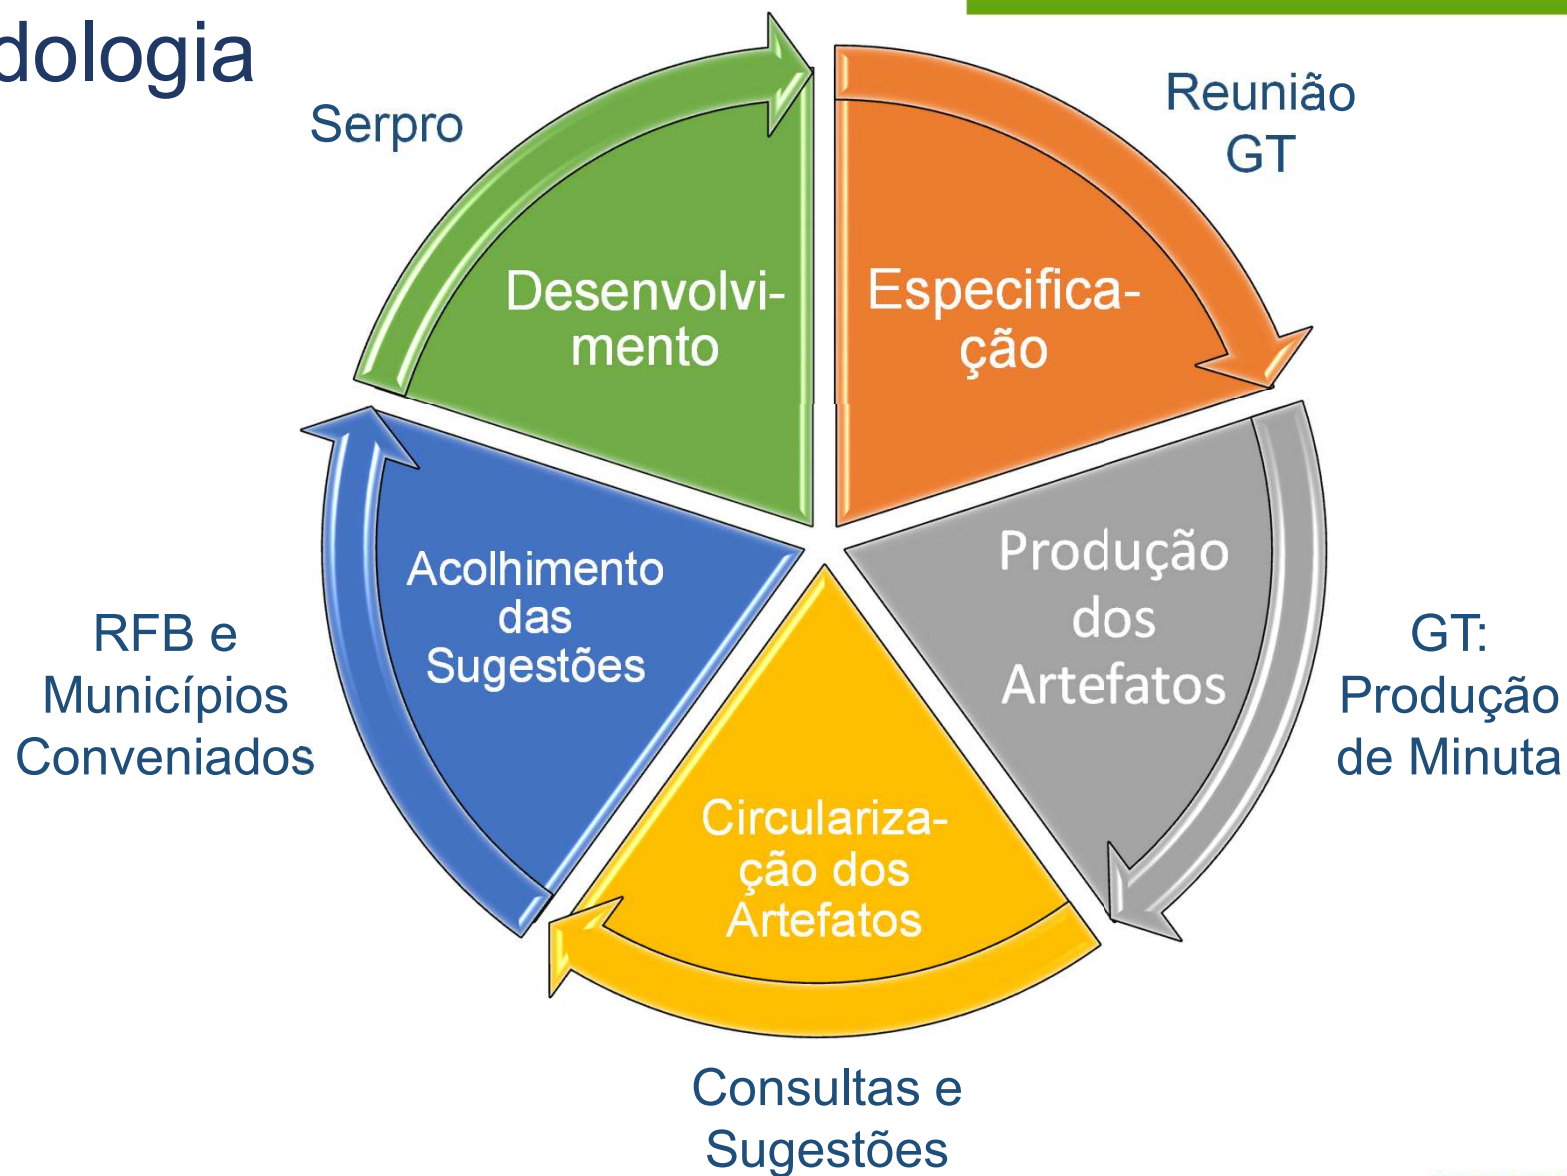 dologia
Serpro
Reunião
GT
Desenvolvi-
mento
Especifica-
ção
Produção
dos
Artefatos
GT:
Produção
de Minuta
Circulariza-
ção dos
Artefatos
Consultas e
Sugestões
Acolhimento
das
Sugestões
RFB e
Municípios
Conveniados